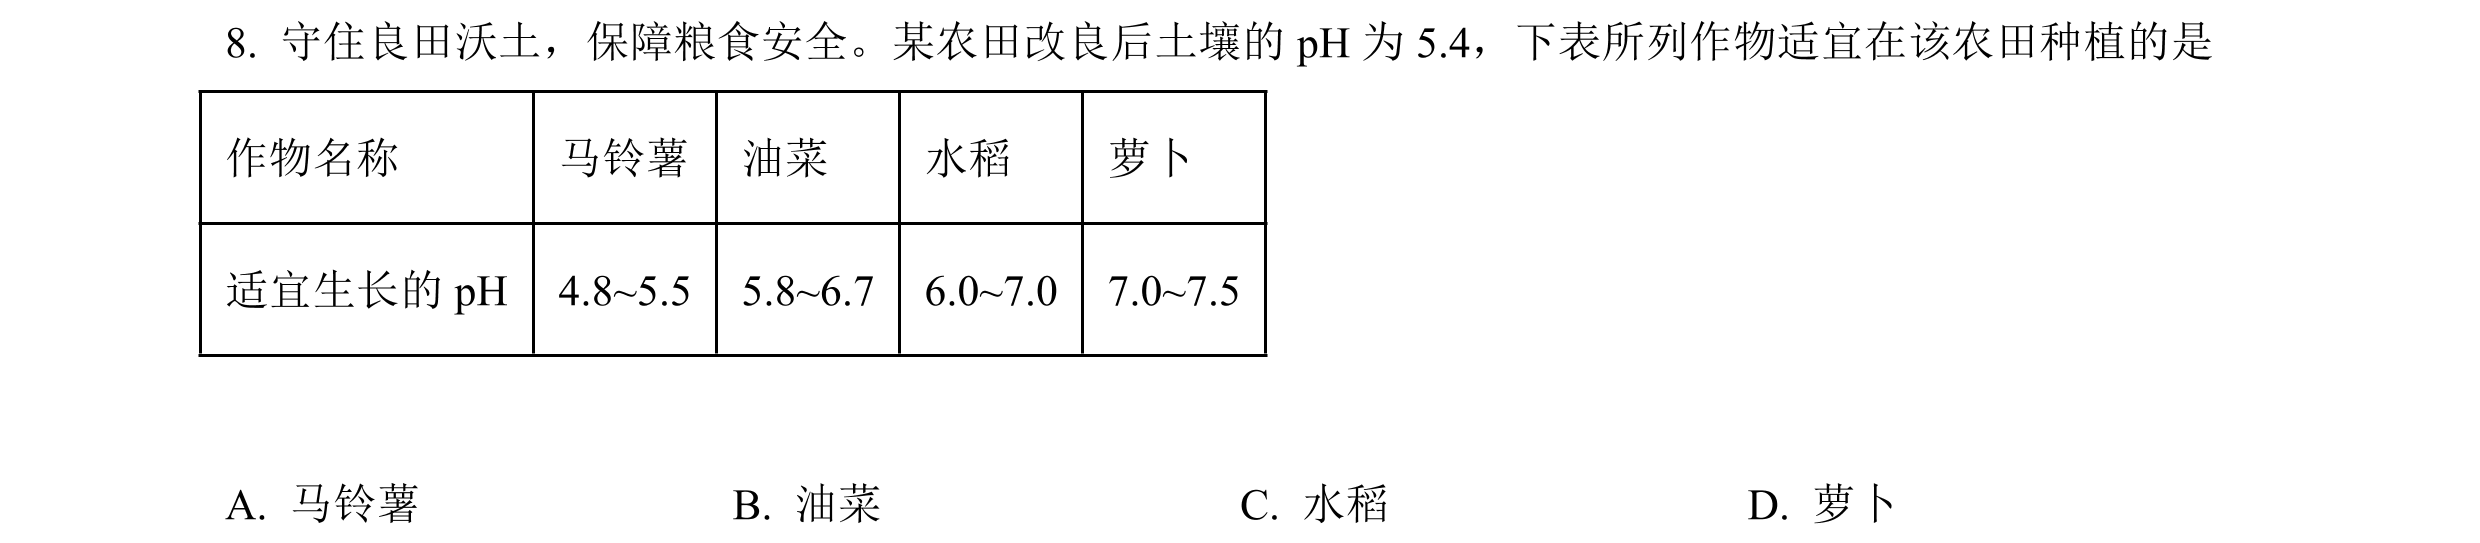 8. 守住良田沃土，保障粮食安全。某农田改良后土壤的 pH 为 5.4，下表所列作物适宜在该农田种植的是
作物名称 马铃薯 油菜 水稻 萝卜
适宜生长的 pH 4.8~5.5 5.8~6.7 6.0~7.0 7.0~7.5
A. 马铃薯 B. 油菜 C. 水稻 D. 萝卜